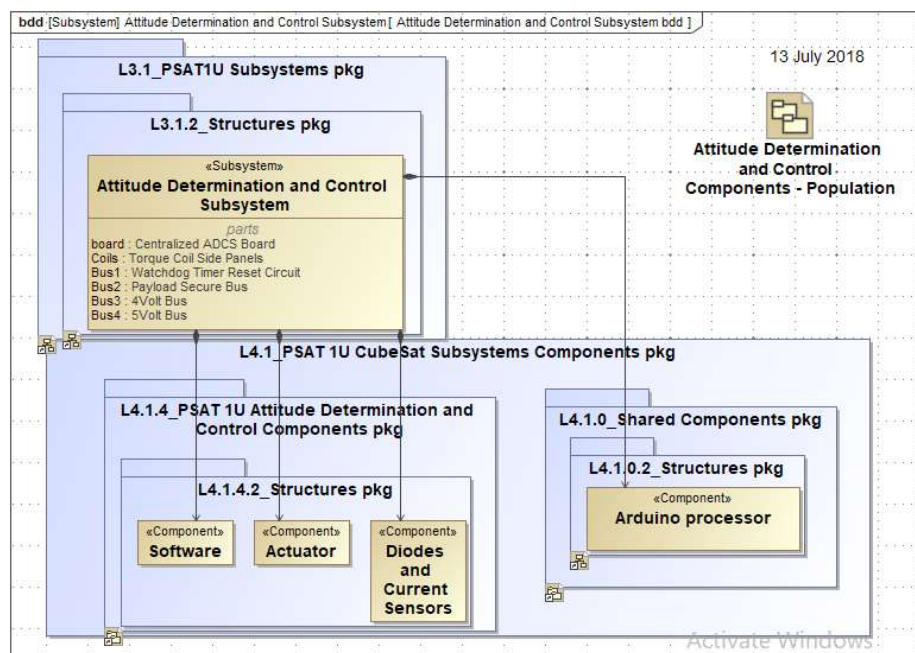 bdd [Subsystem] Attitude Determination and Control Subsystem [ Attitude Determination and Control Subsystem bdd ]
13 July 2018
L3.1_PSAT1U Subsystems pkg
L3.1.2_Structures pkg
Attitude Determination
and Control
Components - Population
«Subsystem»
Attitude Determination and Control
Subsystem
parts
board : Centralized ADCS Board
Coils : Torque Coil Side Panels
Bus1 : Watchdog Timer Reset Circuit
Bus2 : Payload Secure Bus
Bus3 : 4Volt Bus
Bus4 : 5Volt Bus
L4.1_PSAT 1U CubeSat Subsystems Components pkg
L4.1.4_PSAT 1U Attitude Determination and
Control Components pkg
L4.1.4.2_Structures pkg
«Component»
Software
«Component»
Actuator
«Component»
Diodes
and
Current
Sensors
L4.1.0_Shared Components pkg
L4.1.0.2_Structures pkg
«Component»
Arduino processor
Activate Windows